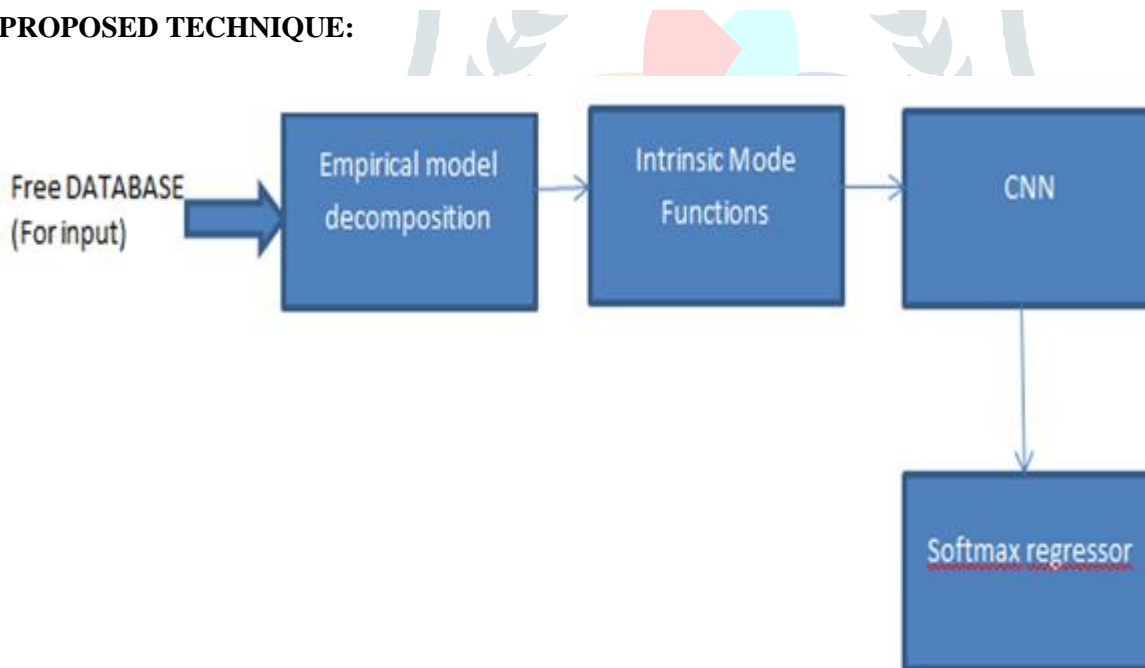 PROPOSED TECHNIQUE:
Free DATABASE
(For input)
Empirical model
decomposition
Intrinsic Mode
Functions
CNN
Softmax regressor